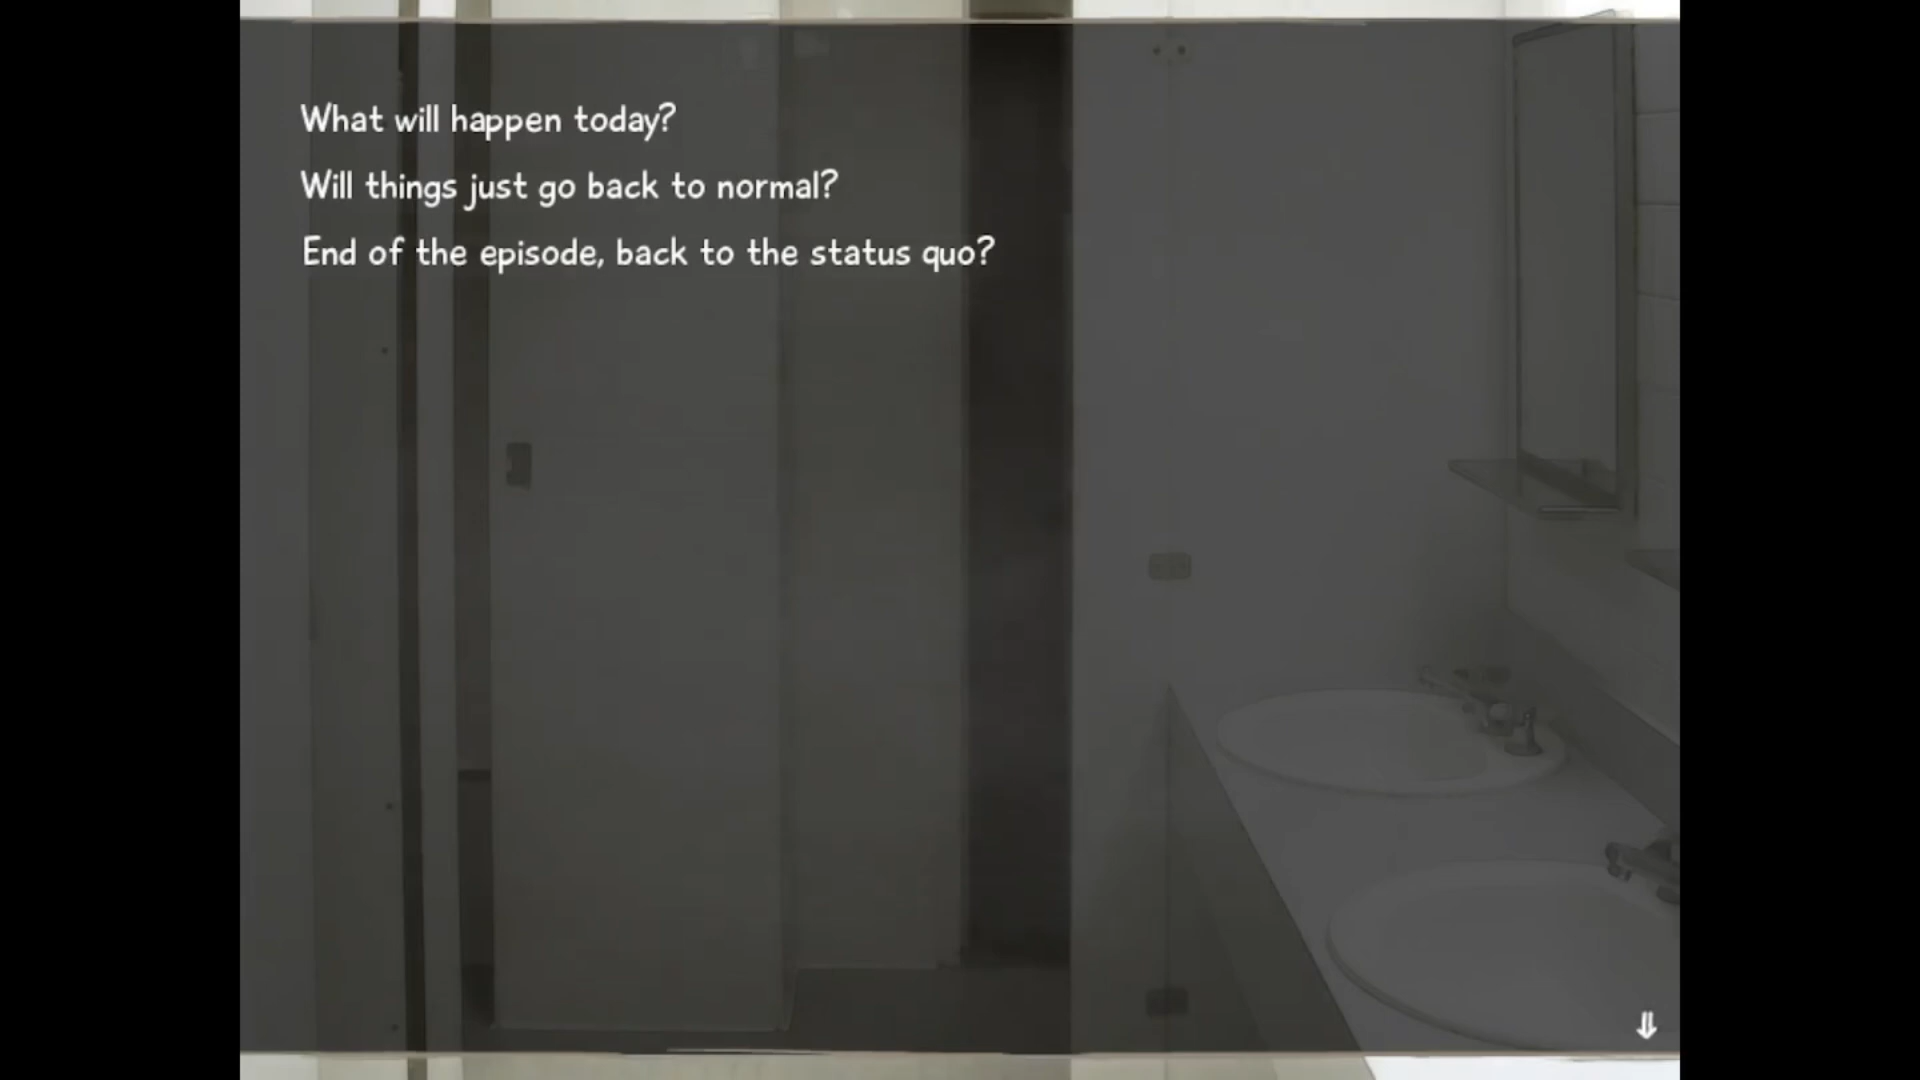 What will happen today?
Will things just go back to normal?
End of the episode, back to the status quo?